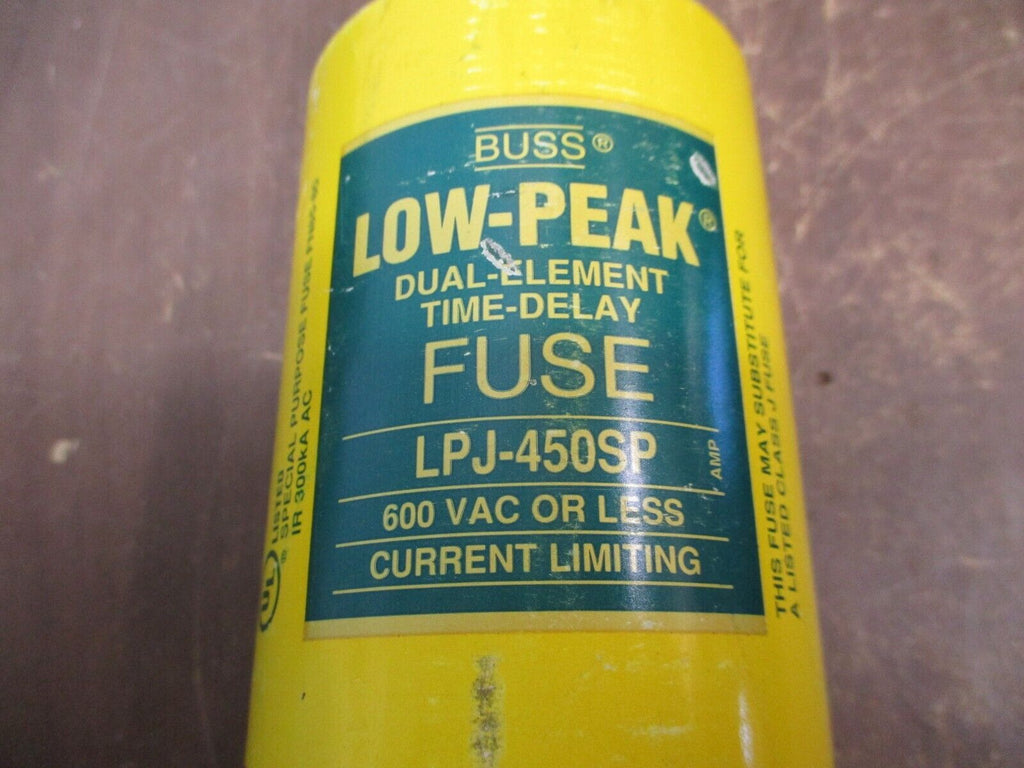 BUSS®
LOW-PEAK®
DUAL-ELEMENT
TIME-DELAY
FUSE
LPJ-450SP
AMP
600 VAC OR LESS
CURRENT LIMITING
UL® LISTED
SPECIAL PURPOSE FUSE
IR 300kA AC
THIS FUSE MAY SUBSTITUTE FOR
A LISTED CLASS J FUSE